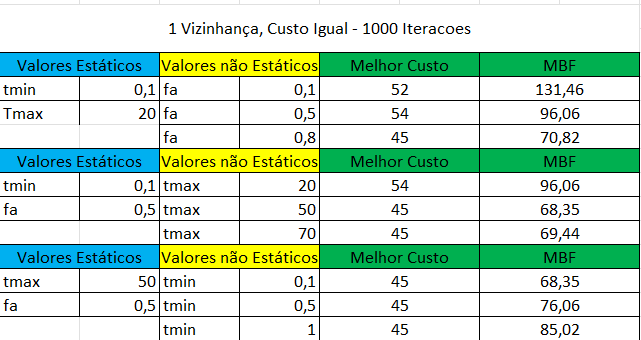 1 Vizinhança, Custo Igual - 1000 Iteracoes
Valores Estáticos Valores não Estáticos Melhor Custo MBF
tmin 0,1 fa 0,1 52 131,46
Tmax 20 fa 0,5 54 96,06
fa 0,8 45 70,82
Valores Estáticos Valores não Estáticos Melhor Custo MBF
tmin 0,1 tmax 20 54 96,06
fa 0,5 tmax 50 45 68,35
tmax 70 45 69,44
Valores Estáticos Valores não Estáticos Melhor Custo MBF
tmax 50 tmin 0,1 45 68,35
fa 0,5 tmin 0,5 45 76,06
tmin 1 45 85,02